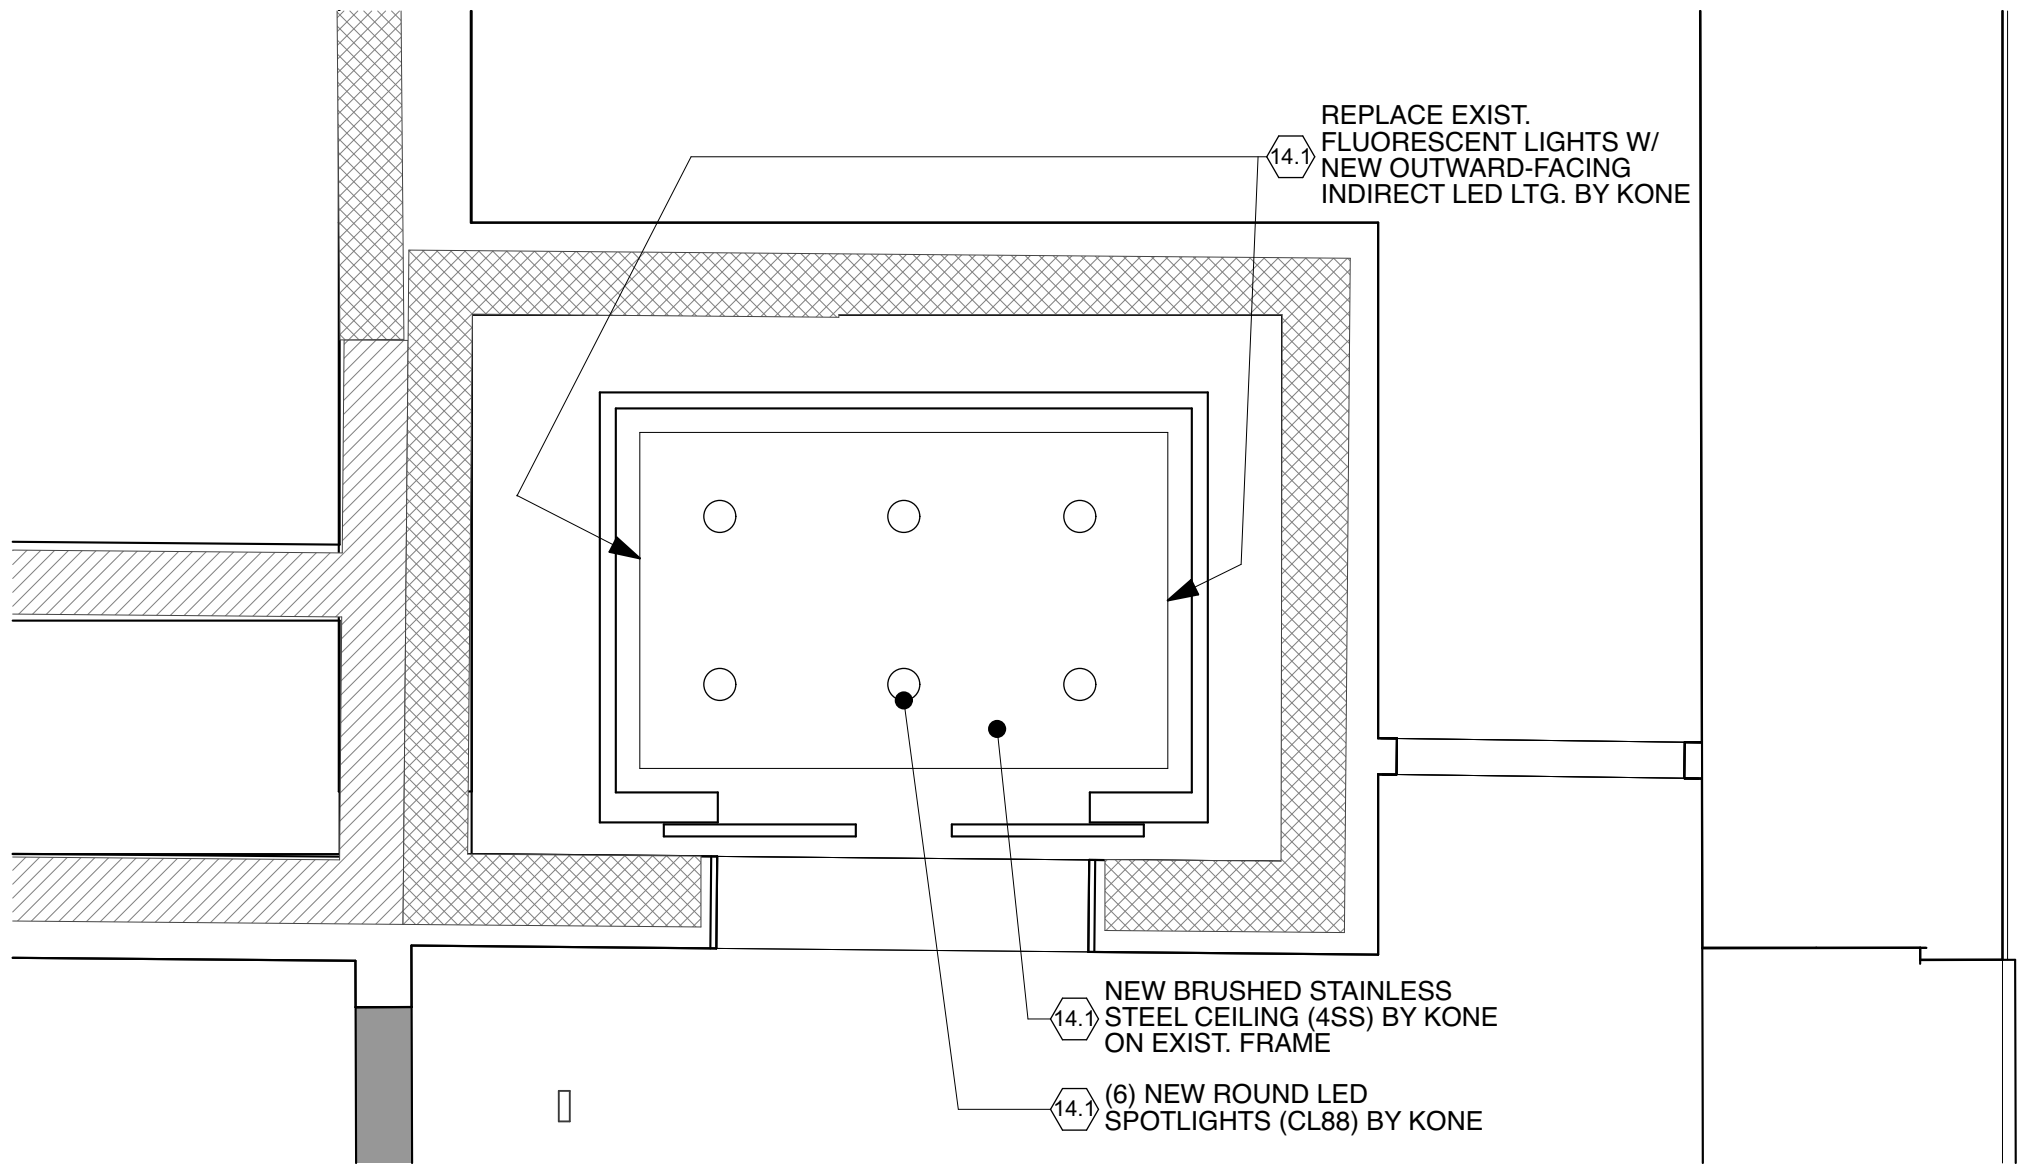 REPLACE EXIST.
FLUORESCENT LIGHTS W/
14.1
NEW OUTWARD-FACING
INDIRECT LED LTG. BY KONE
NEW BRUSHED STAINLESS
14.1
STEEL CEILING (4SS) BY KONE
ON EXIST. FRAME
(6) NEW ROUND LED
14.1
SPOTLIGHTS (CL88) BY KONE